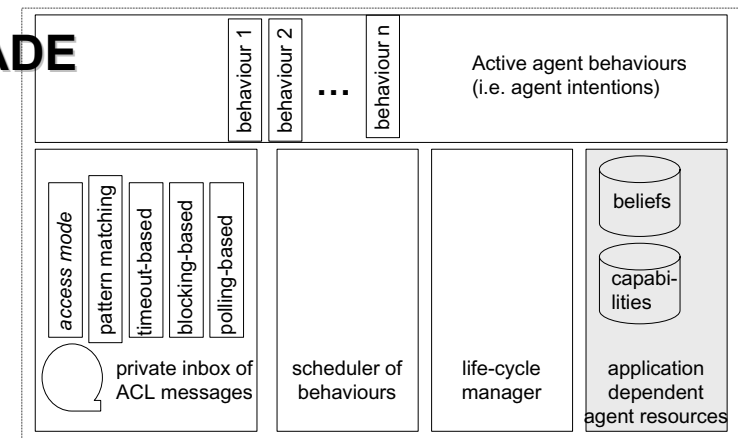 ADE
behaviour 1
behaviour 2
...
behaviour n
Active agent behaviours
(i.e. agent intentions)
access mode
pattern matching
timeout-based
blocking-based
polling-based
private inbox of
ACL messages
scheduler of
behaviours
life-cycle
manager
beliefs
capabi-
lities
application
dependent
agent resources